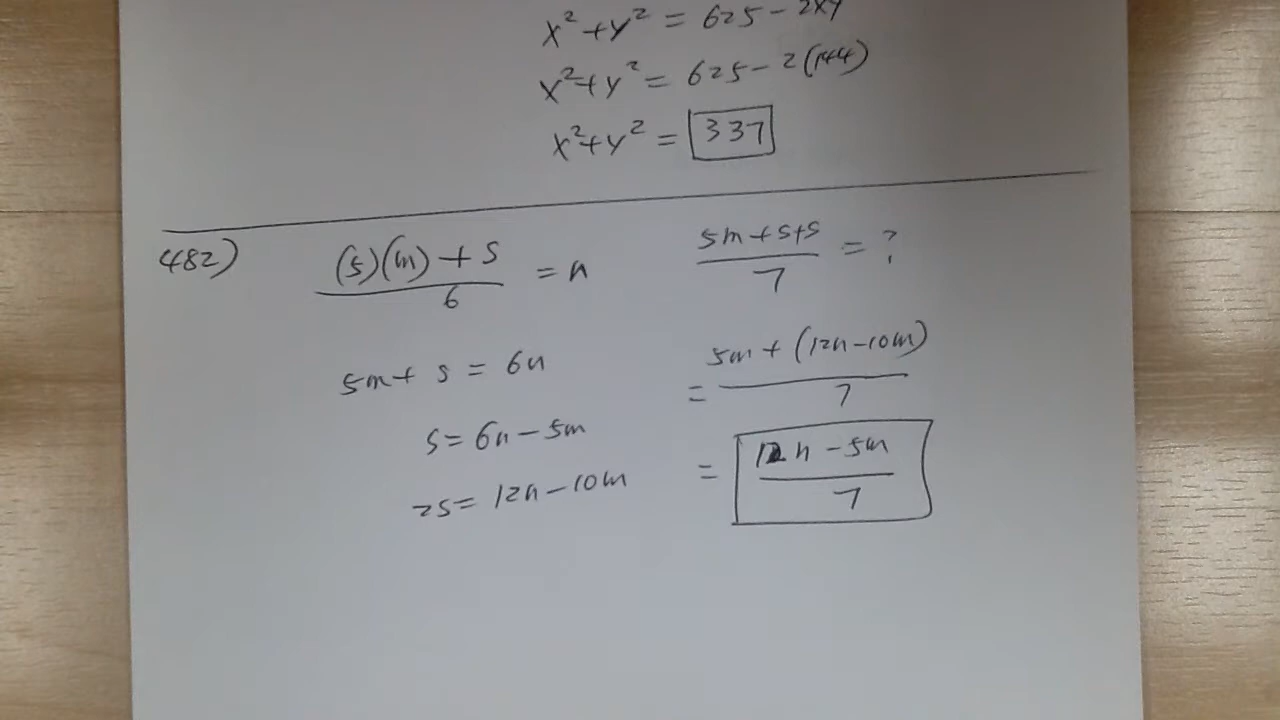 x²+y² = 625 - 2xy
x²+y² = 625 - 2(144)
x²+y² = 337
482) (5)(m) + s / 6 = n
5m+s+s / 7 = ?
5m + s = 6n
s = 6n - 5m
2s = 12n - 10m
= 5m + (12n - 10m) / 7
= 12n - 5m / 7